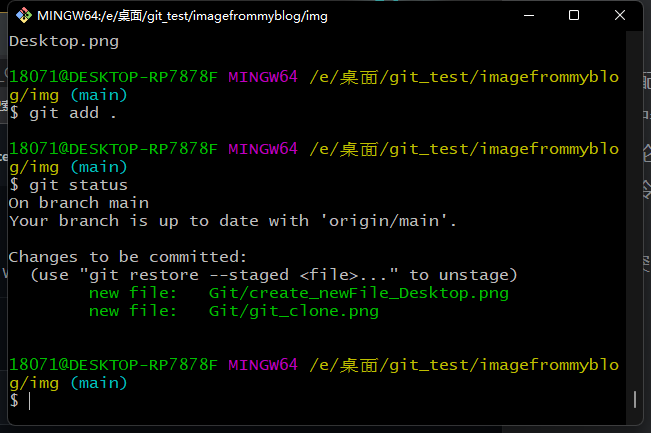 MINGW64:/e/桌面/git_test/imagefrommyblog/img
Desktop.png
18071@DESKTOP-RP7878F MINGW64 /e/桌面/git_test/imagefrommyblo
g/img (main)
$ git add .
18071@DESKTOP-RP7878F MINGW64 /e/桌面/git_test/imagefrommyblo
g/img (main)
$ git status
On branch main
Your branch is up to date with 'origin/main'.
Changes to be committed:
(use "git restore --staged <file>..." to unstage)
new file: Git/create_newFile_Desktop.png
new file: Git/git_clone.png
18071@DESKTOP-RP7878F MINGW64 /e/桌面/git_test/imagefrommyblo
g/img (main)
$